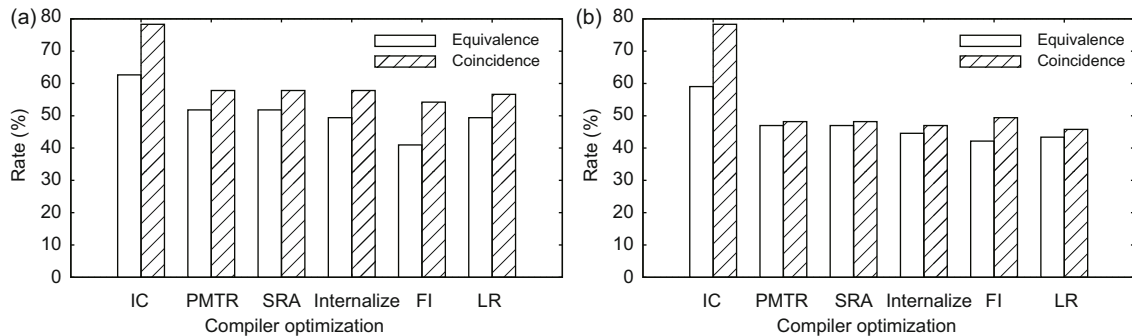 (a)
80
70
60
50
40
30
20
10
0
Rate (%)
Equivalence
Coincidence
IC PMTR SRA Internalize FI LR
Compiler optimization
(b)
80
70
60
50
40
30
20
10
0
Rate (%)
Equivalence
Coincidence
IC PMTR SRA Internalize FI LR
Compiler optimization